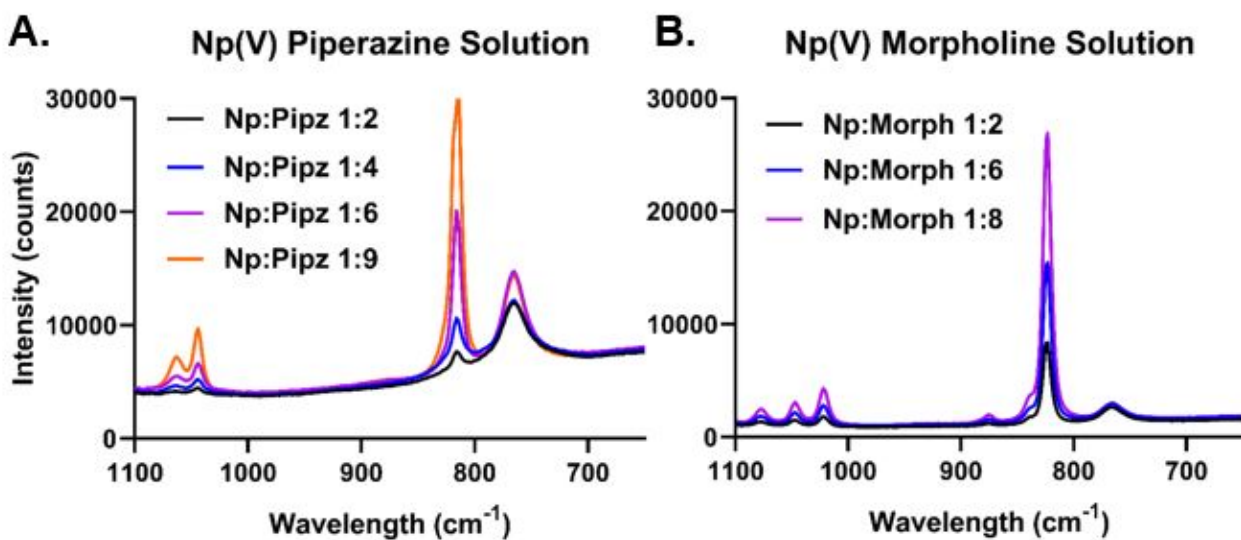 A.
Np(V) Piperazine Solution
30000
20000
10000
0
Intensity (counts)
Np:Pipz 1:2
Np:Pipz 1:4
Np:Pipz 1:6
Np:Pipz 1:9
1100
1000
900
800
700
Wavelength (cm⁻¹)
B.
Np(V) Morpholine Solution
30000
20000
10000
0
Np:Morph 1:2
Np:Morph 1:6
Np:Morph 1:8
1100
1000
900
800
700
Wavelength (cm⁻¹)